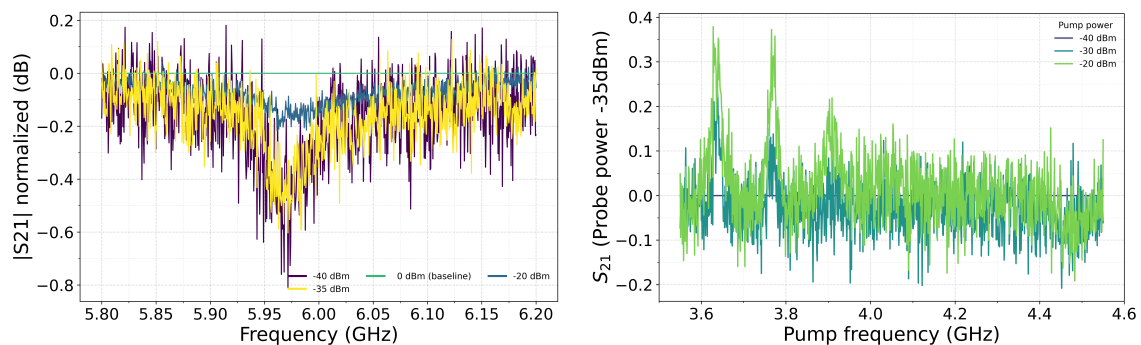 |S21| normalized (dB)
0.2
0.0
−0.2
−0.4
−0.6
−0.8
-40 dBm
0 dBm (baseline)
-20 dBm
-35 dBm
5.80 5.85 5.90 5.95 6.00 6.05 6.10 6.15 6.20
Frequency (GHz)
S21 (Probe power -35dBm)
0.4
0.3
0.2
0.1
0.0
−0.1
−0.2
Pump power
-40 dBm
-30 dBm
-20 dBm
3.6 3.8 4.0 4.2 4.4 4.6
Pump frequency (GHz)